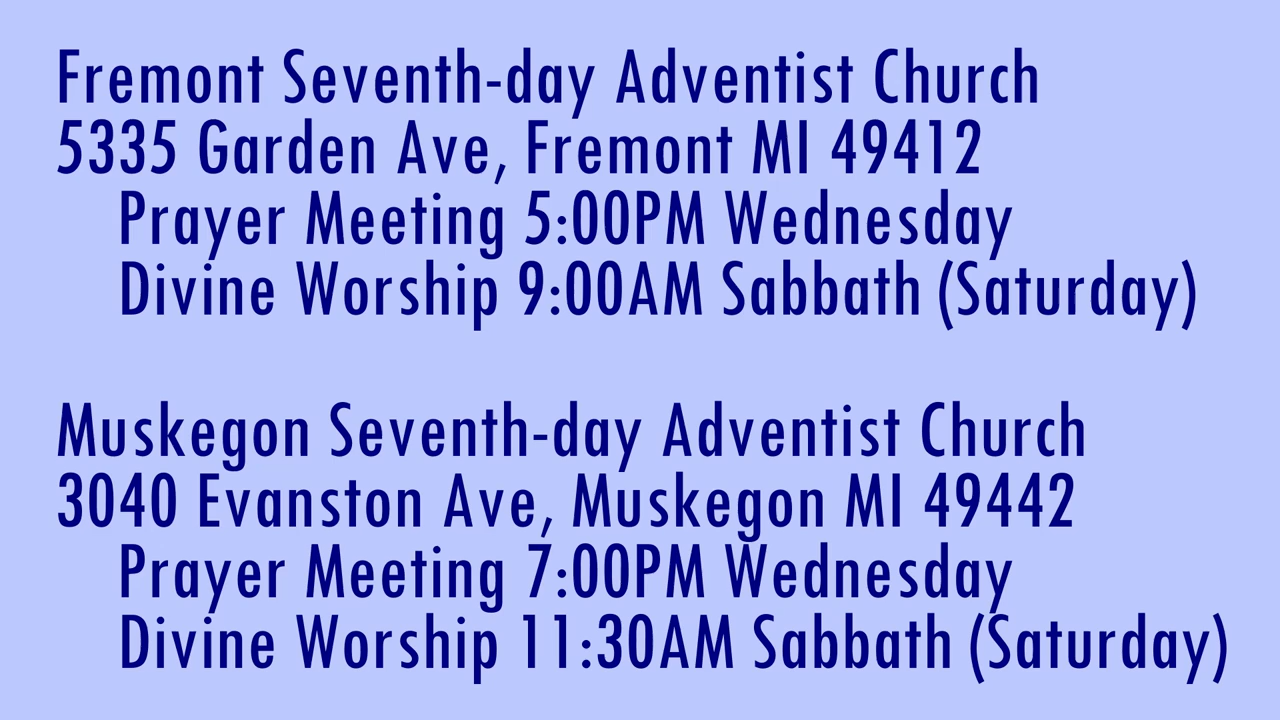 Fremont Seventh-day Adventist Church
5335 Garden Ave, Fremont MI 49412
Prayer Meeting 5:00PM Wednesday
Divine Worship 9:00AM Sabbath (Saturday)
Muskegon Seventh-day Adventist Church
3040 Evanston Ave, Muskegon MI 49442
Prayer Meeting 7:00PM Wednesday
Divine Worship 11:30AM Sabbath (Saturday)